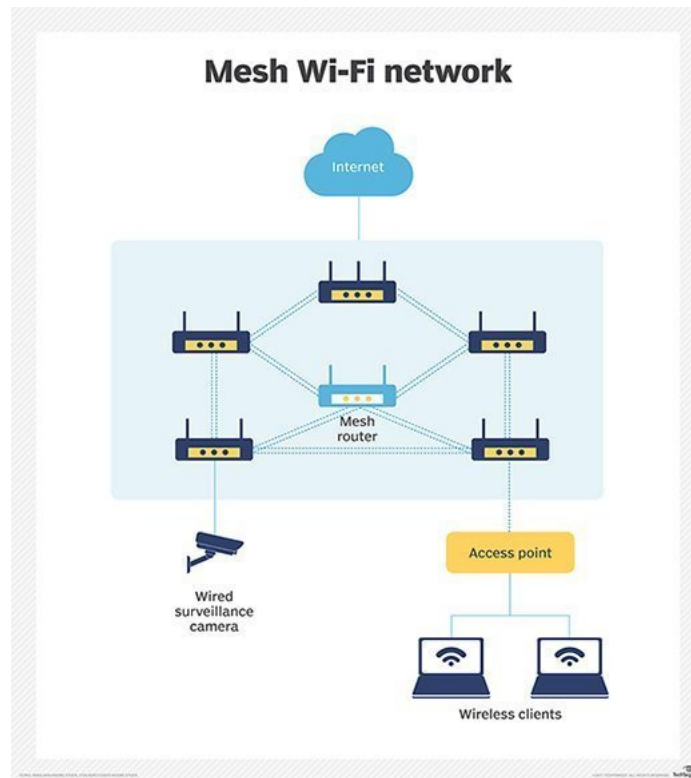 Mesh Wi-Fi network
Internet
Mesh
router
Access point
Wired
surveillance
camera
Wireless clients